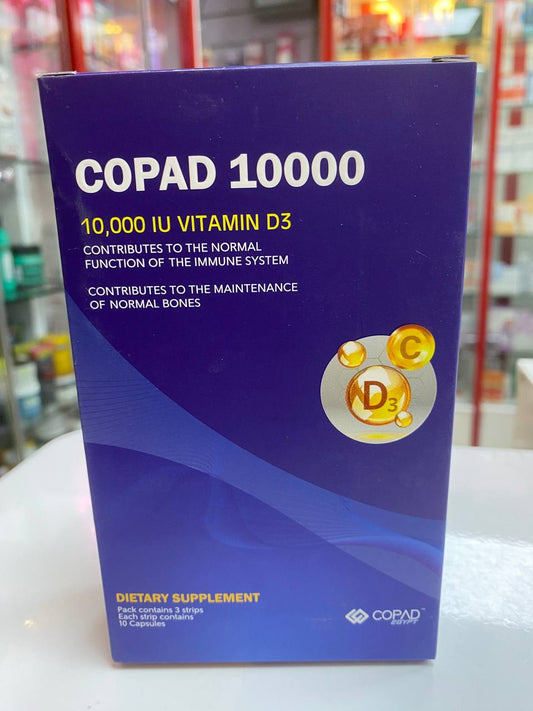 COPAD 10000
10,000 IU VITAMIN D3
CONTRIBUTES TO THE NORMAL
FUNCTION OF THE IMMUNE SYSTEM
CONTRIBUTES TO THE MAINTENANCE
OF NORMAL BONES
C
D3
DIETARY SUPPLEMENT
Pack contains 3 strips
Each strip contains
10 Capsules
COPAD™
EGYPT